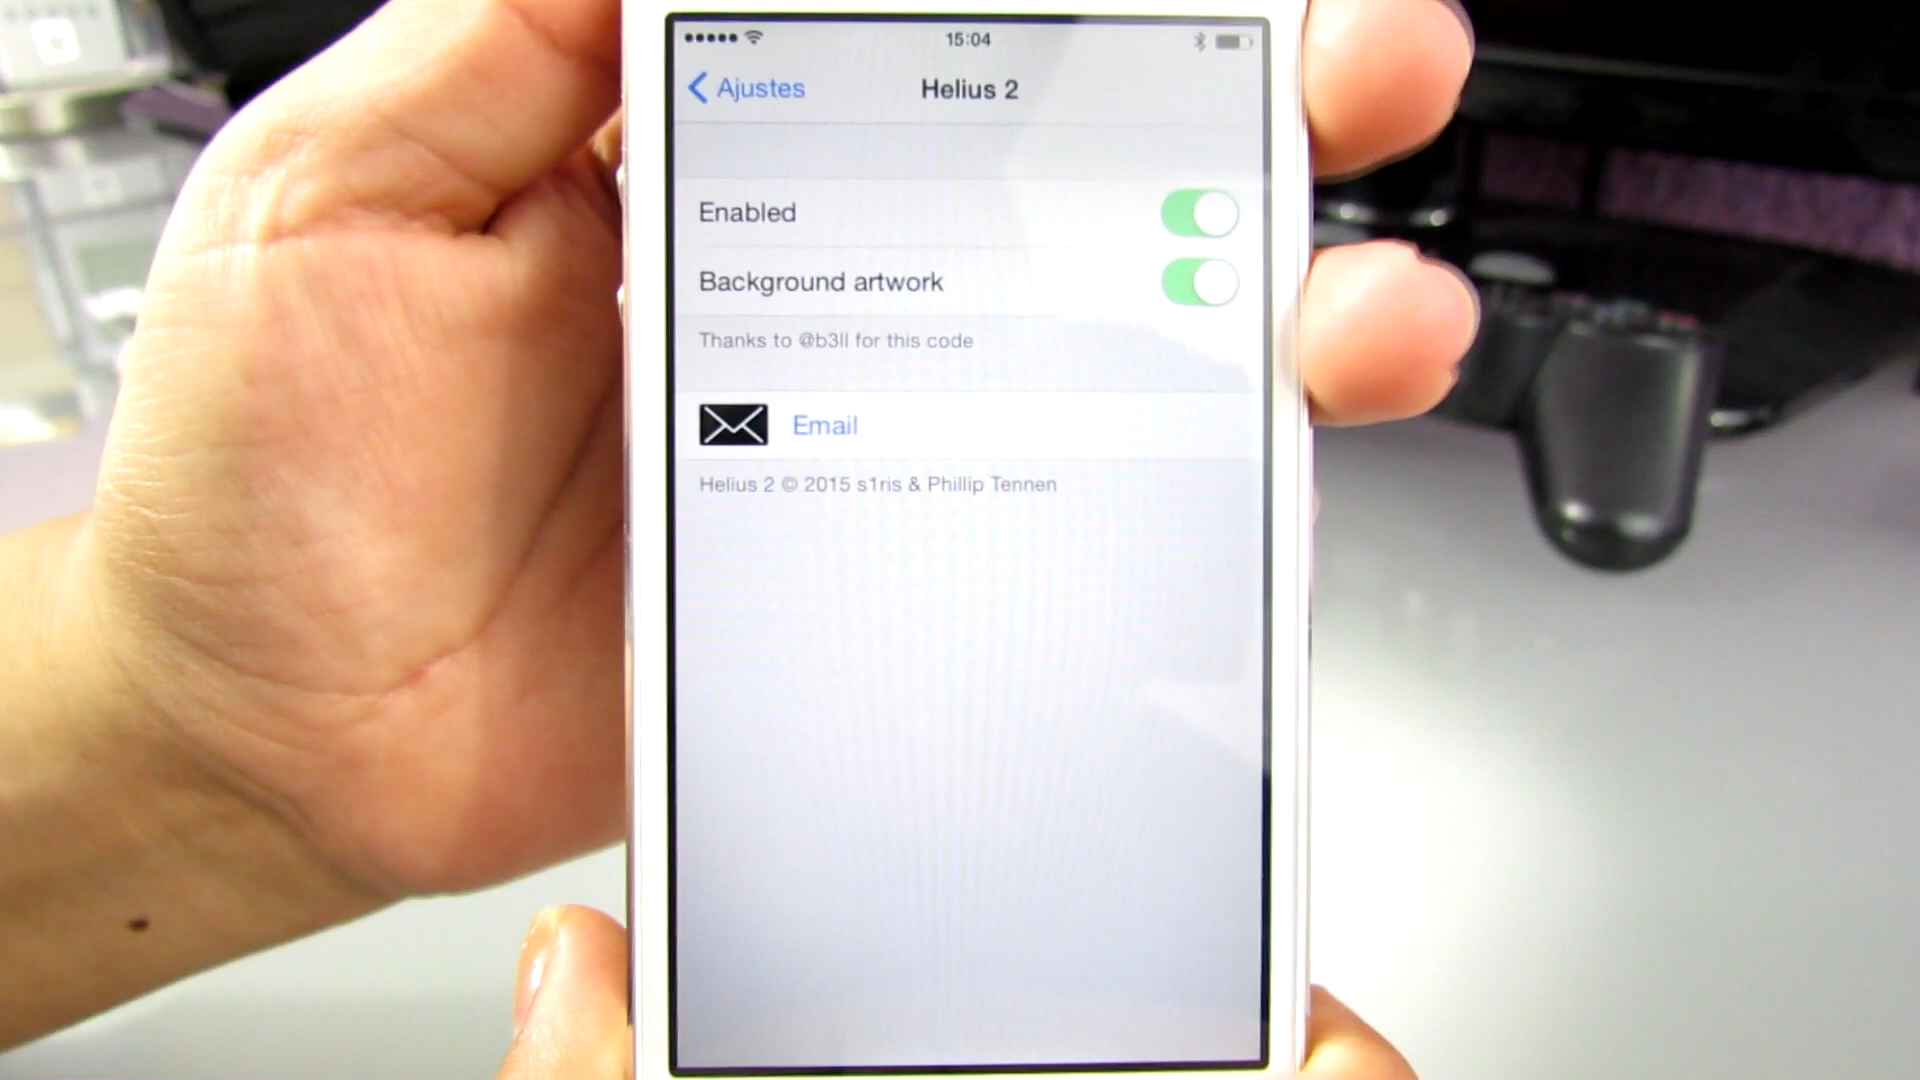 15:04
Ajustes
Helius 2
Enabled
Background artwork
Thanks to @b3ll for this code
Email
Helius 2 © 2015 s1ris & Phillip Tennen